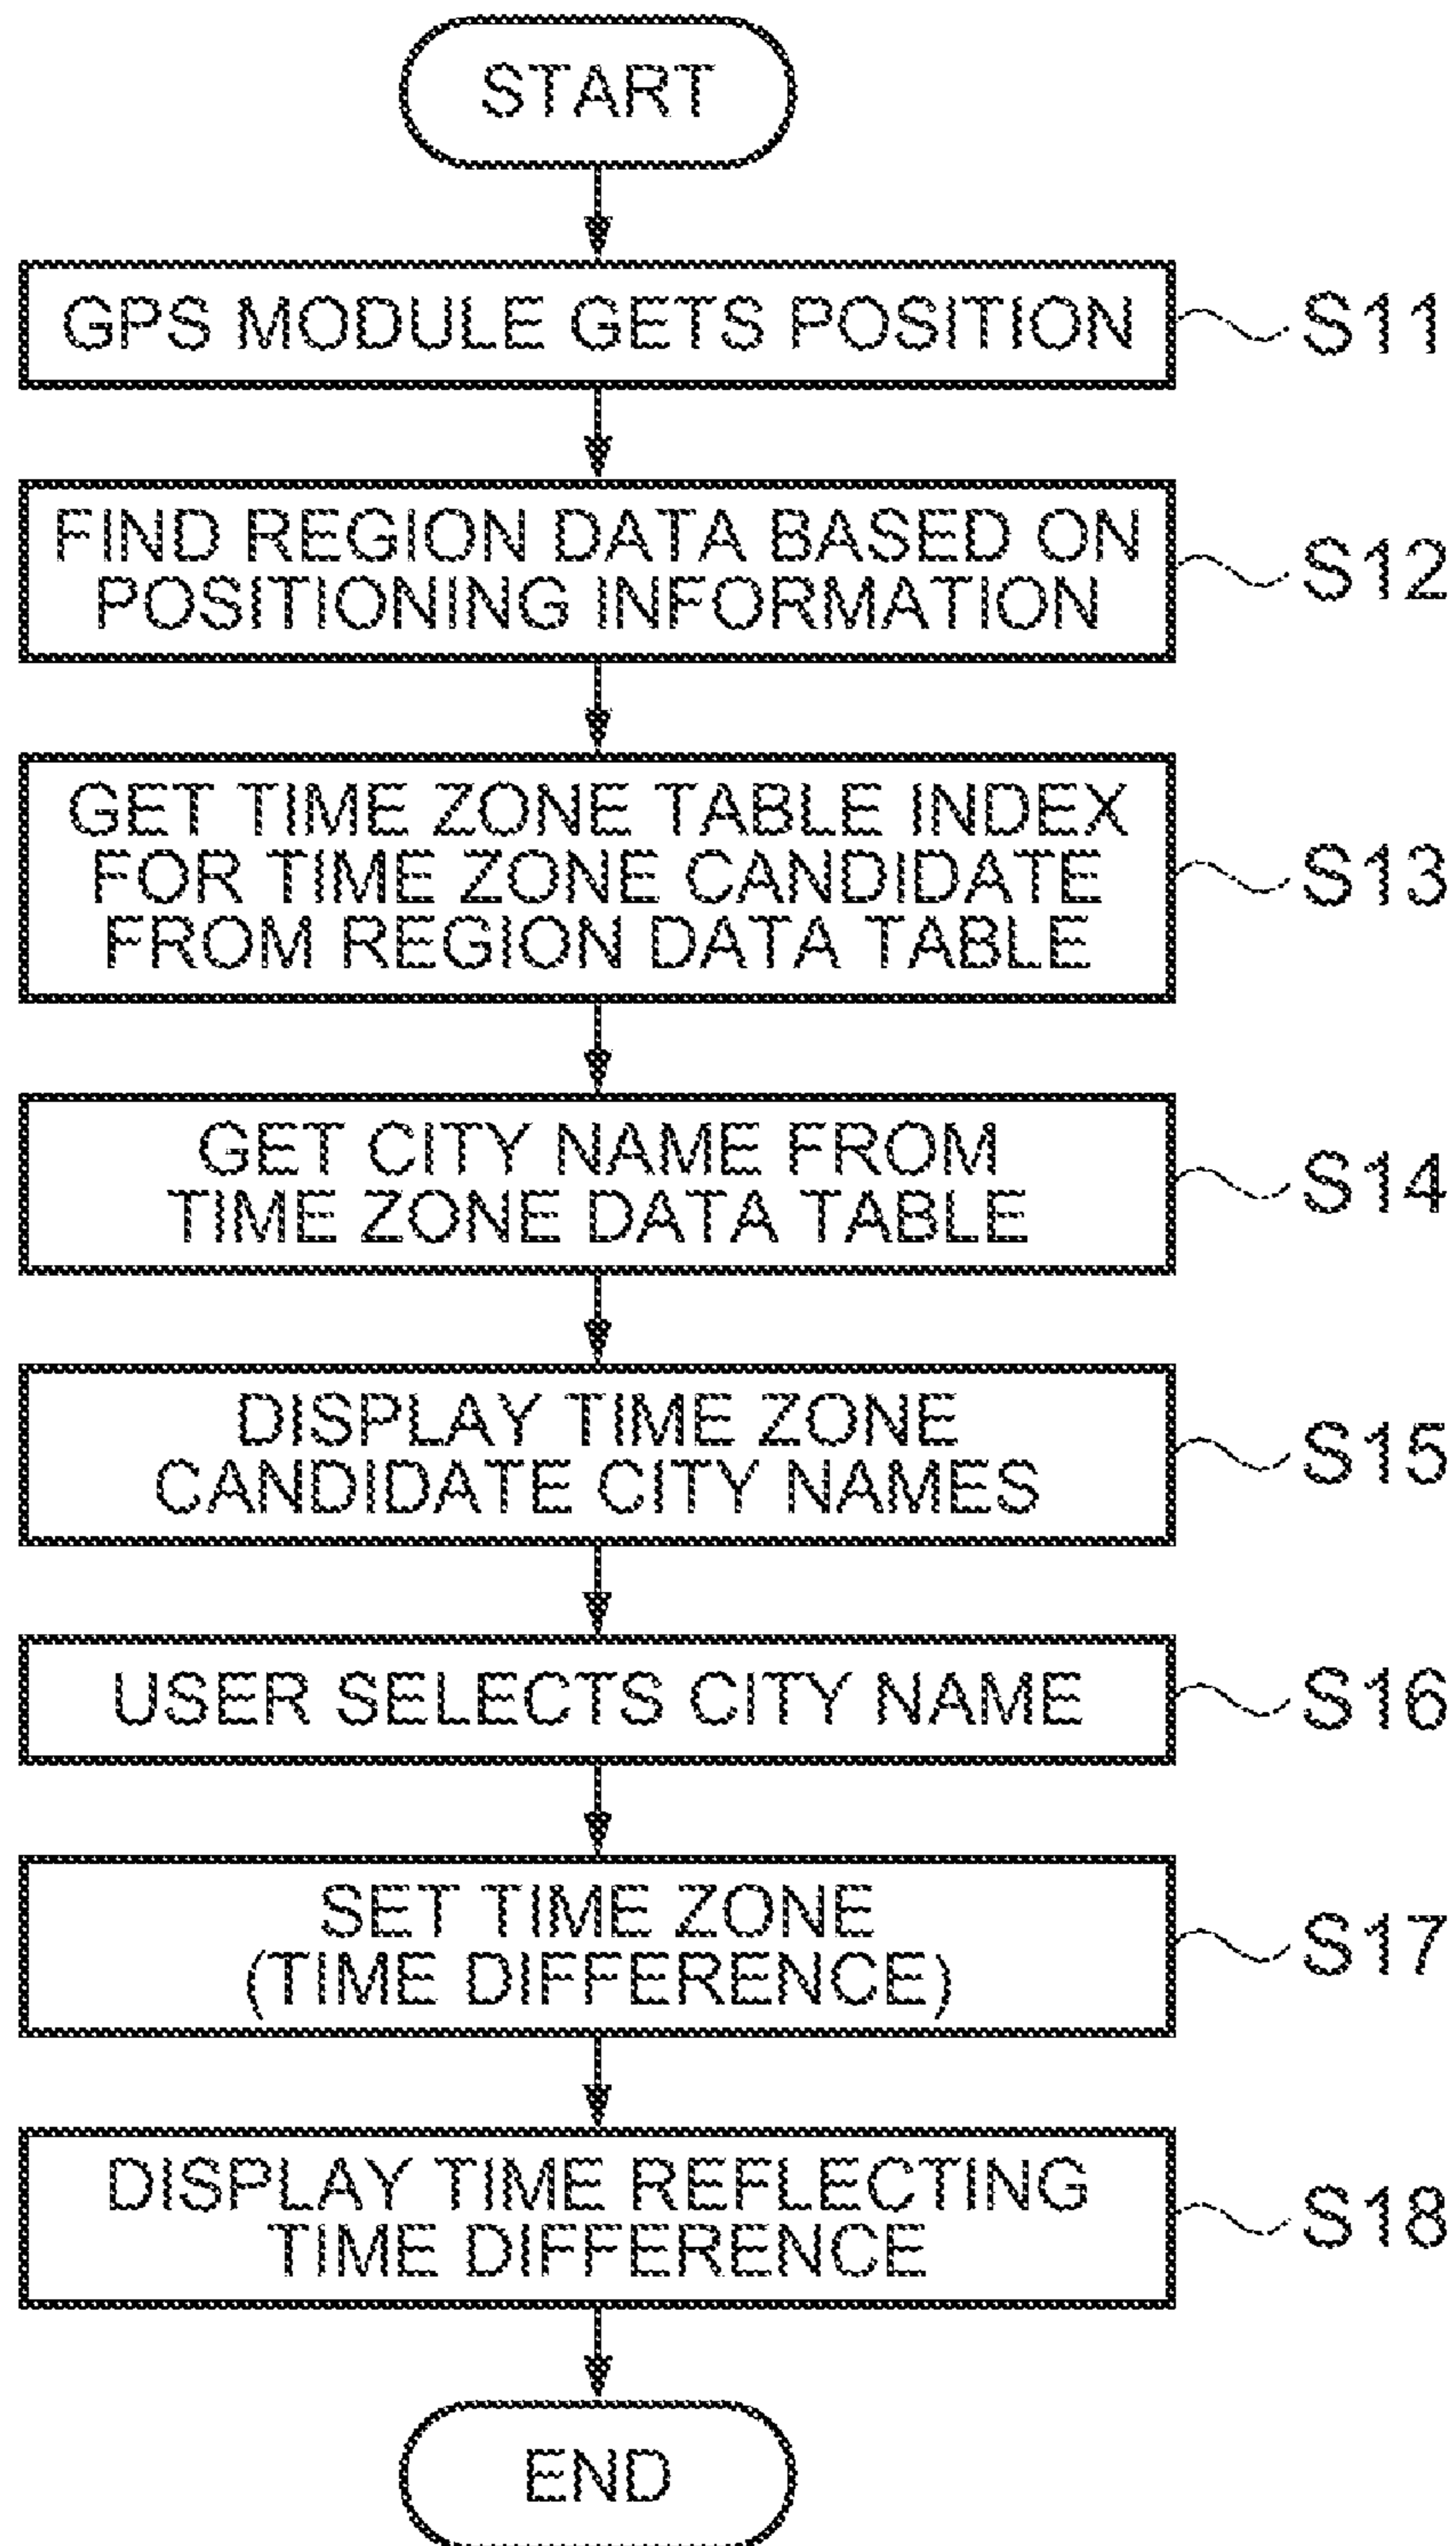 START
GPS MODULE GETS POSITION
S11
FIND REGION DATA BASED ON
POSITIONING INFORMATION
S12
GET TIME ZONE TABLE INDEX
FOR TIME ZONE CANDIDATE
FROM REGION DATA TABLE
S13
GET CITY NAME FROM
TIME ZONE DATA TABLE
S14
DISPLAY TIME ZONE
CANDIDATE CITY NAMES
S15
USER SELECTS CITY NAME
S16
SET TIME ZONE
(TIME DIFFERENCE)
S17
DISPLAY TIME REFLECTING
TIME DIFFERENCE
S18
END